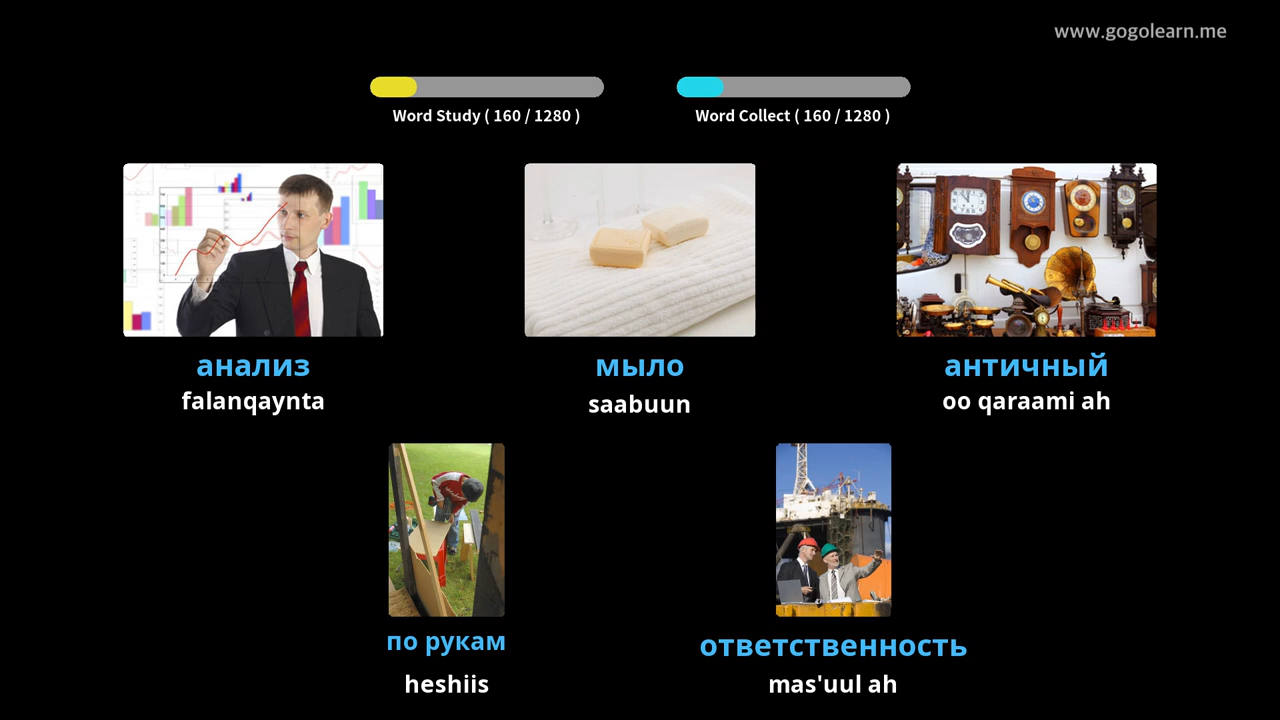 www.gogolearn.me
Word Study ( 160 / 1280 )
Word Collect ( 160 / 1280 )
анализ
falanqaynta
мыло
saabuun
античный
oo qaraami ah
по рукам
heshiis
ответственность
mas'uul ah